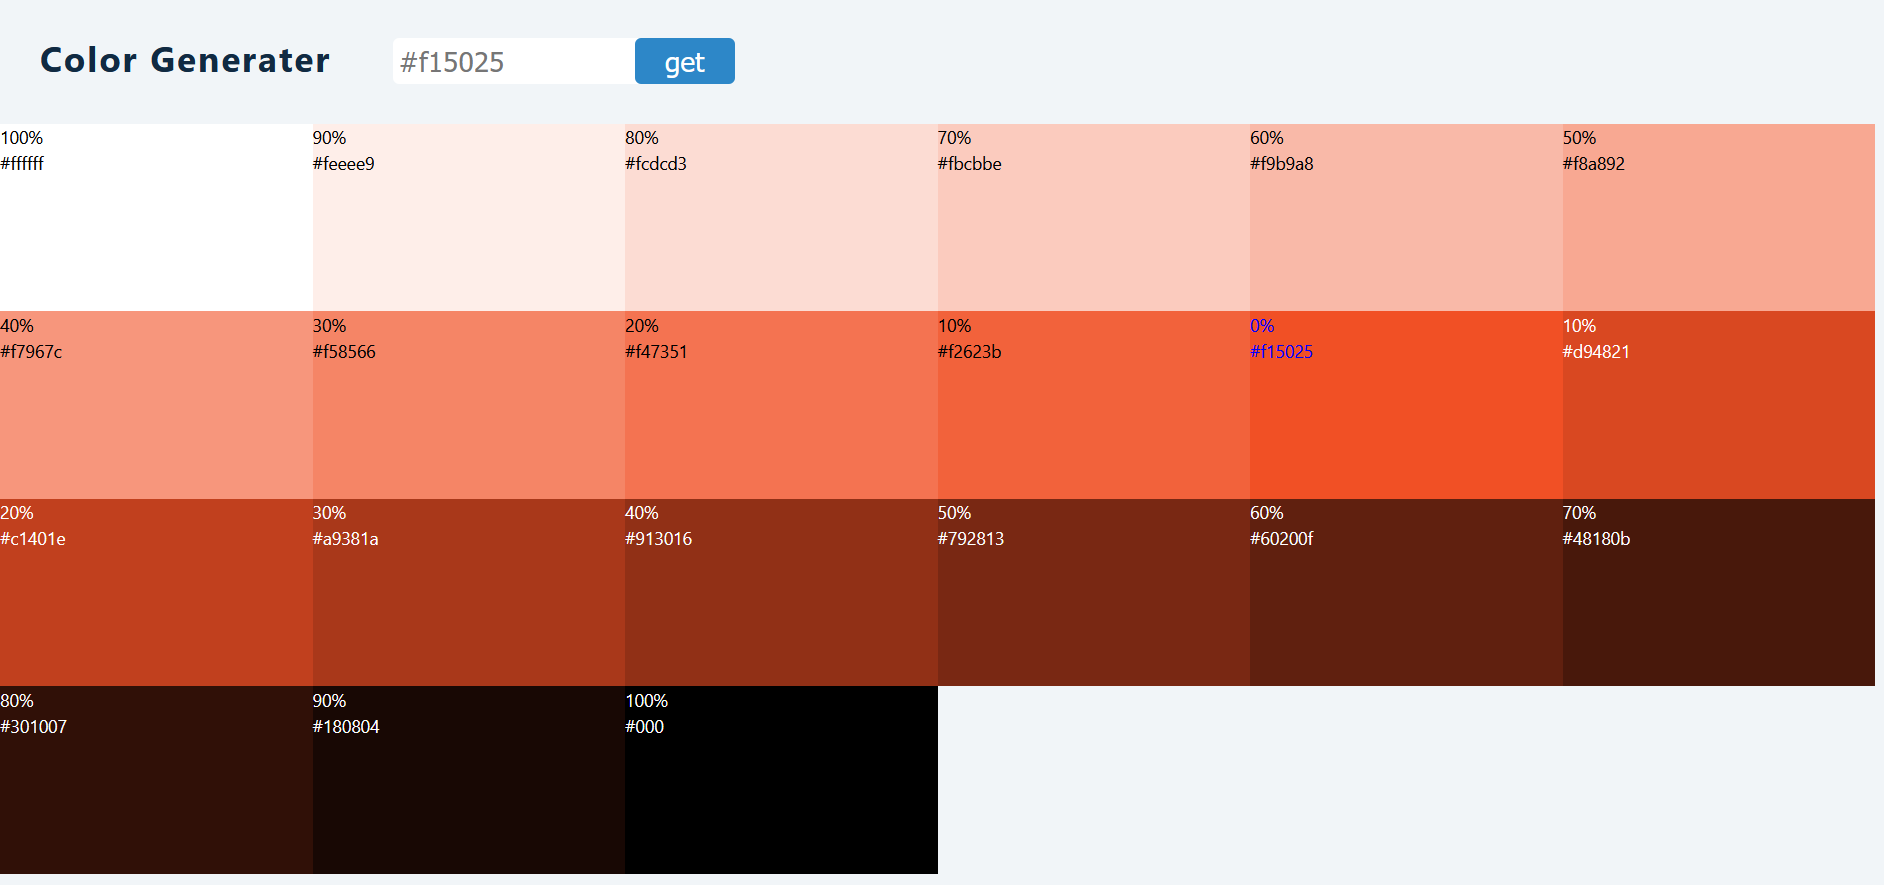 Color Generater
#f15025
get
100%
#ffffff
90%
#feeee9
80%
#fcdcd3
70%
#fbcbbe
60%
#f9b9a8
50%
#f8a892
40%
#f7967c
30%
#f58566
20%
#f47351
10%
#f2623b
0%
#f15025
10%
#d94821
20%
#c1401e
30%
#a9381a
40%
#913016
50%
#792813
60%
#60200f
70%
#48180b
80%
#301007
90%
#180804
100%
#000